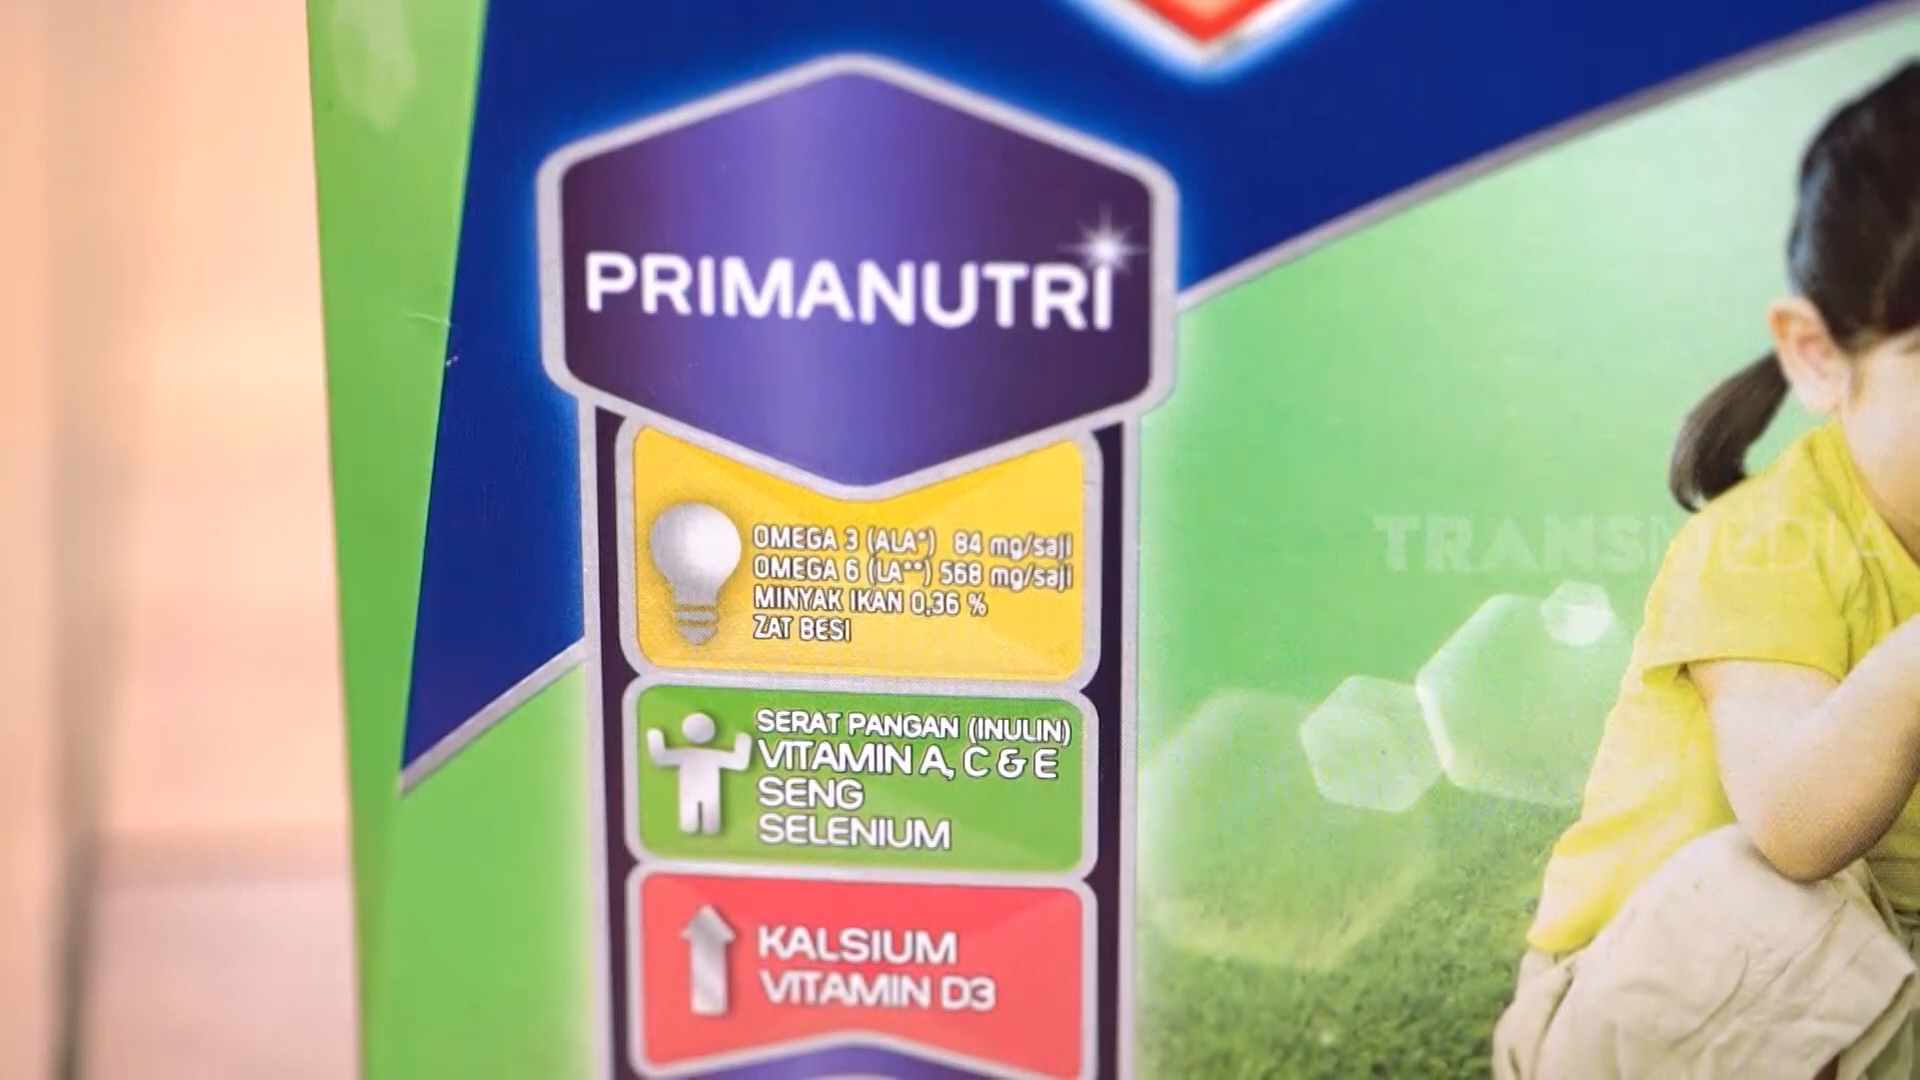 PRIMANUTRI
OMEGA 3 (ALA*) 84 mg/saji
OMEGA 6 (LA**) 568 mg/saji
MINYAK IKAN 0,36 %
ZAT BESI
SERAT PANGAN (INULIN)
VITAMIN A, C & E
SENG
SELENIUM
KALSIUM
VITAMIN D3
TRANSMEDIA